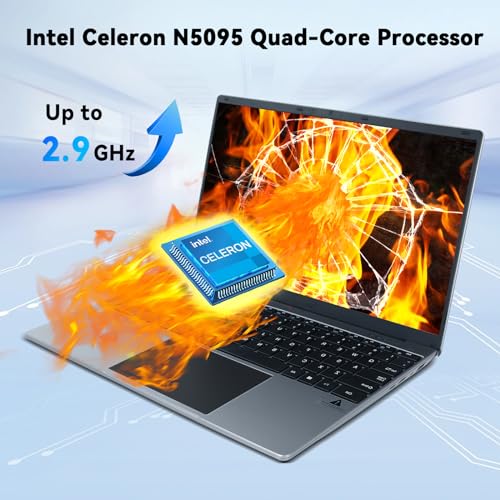 Intel Celeron N5095 Quad-Core Processor
Up to
2.9 GHz
intel
CELERON